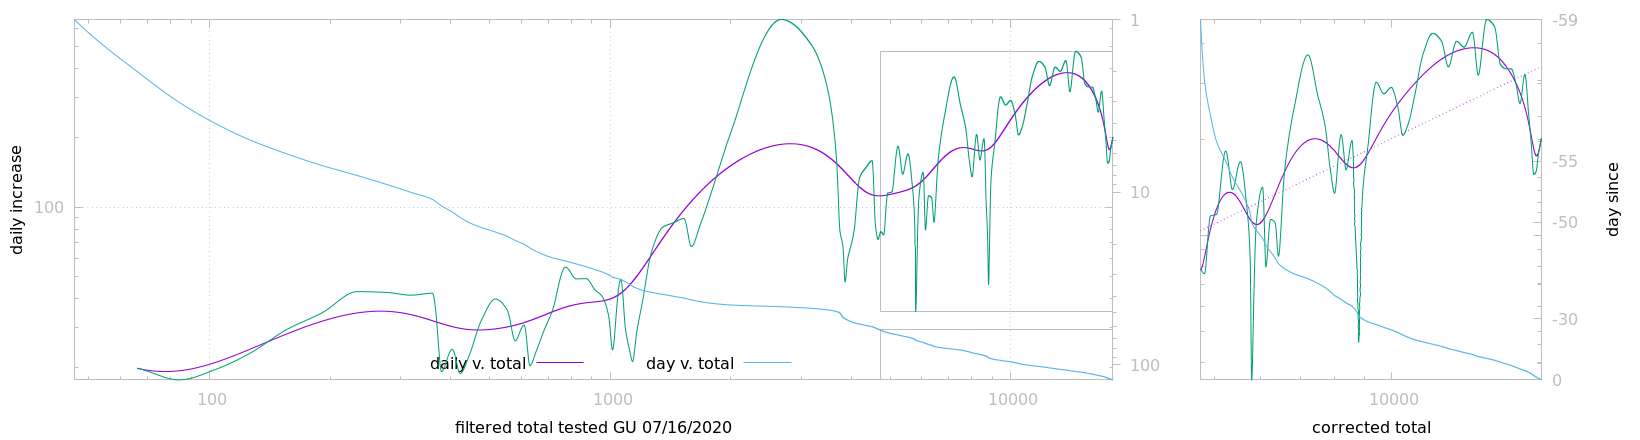 daily increase
100
daily v. total
day v. total
100
1000
10000
filtered total tested GU 07/16/2020
1
10
100
10000
corrected total
-59
-55
-50
-30
0
day since